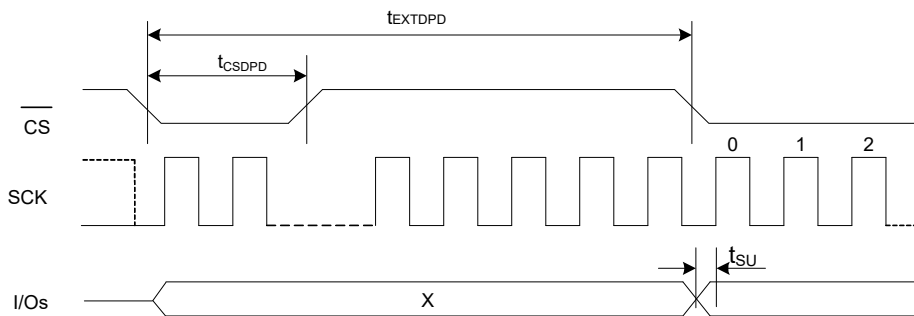 tEXTDPD
tCSDPD
CS
0 1 2
SCK
tSU
I/Os X